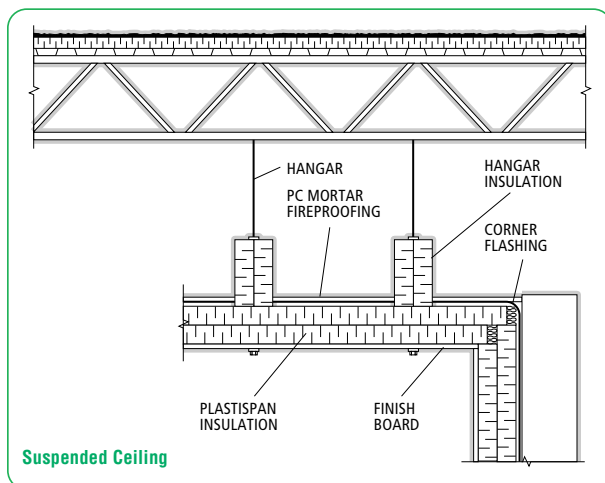 HANGAR
PC MORTAR
FIREPROOFING
HANGAR
INSULATION
CORNER
FLASHING
PLASTISPAN
INSULATION
FINISH
BOARD
Suspended Ceiling